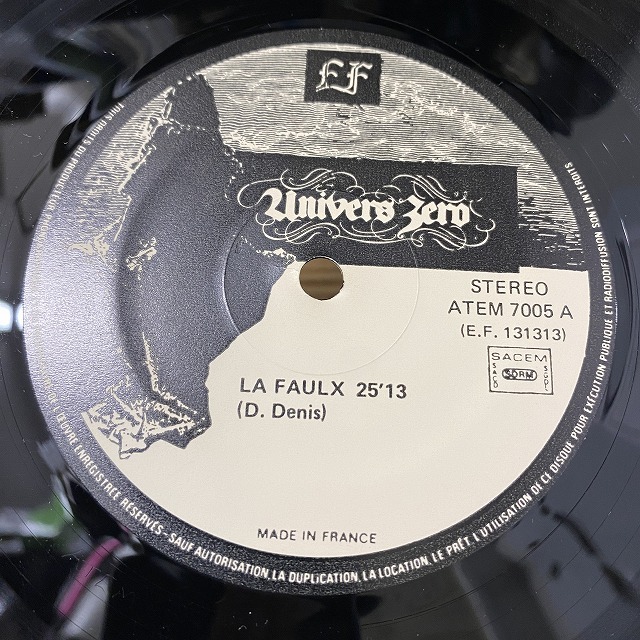 EF
Univers Zero
STEREO
ATEM 7005 A
(E.F. 131313)
SACEM
SDRM
LA FAULX 25'13
(D. Denis)
MADE IN FRANCE
ŒUVRE ENREGISTRÉE RÉSERVÉS - SAUF AUTORISATION, LA DUPLICATION, LA LOCATION, LE PRÊT, L'UTILISATION DE CE DISQUE POUR EXÉCUTION PUBLIQUE ET RADIODIFFUSION SONT INTERDITS